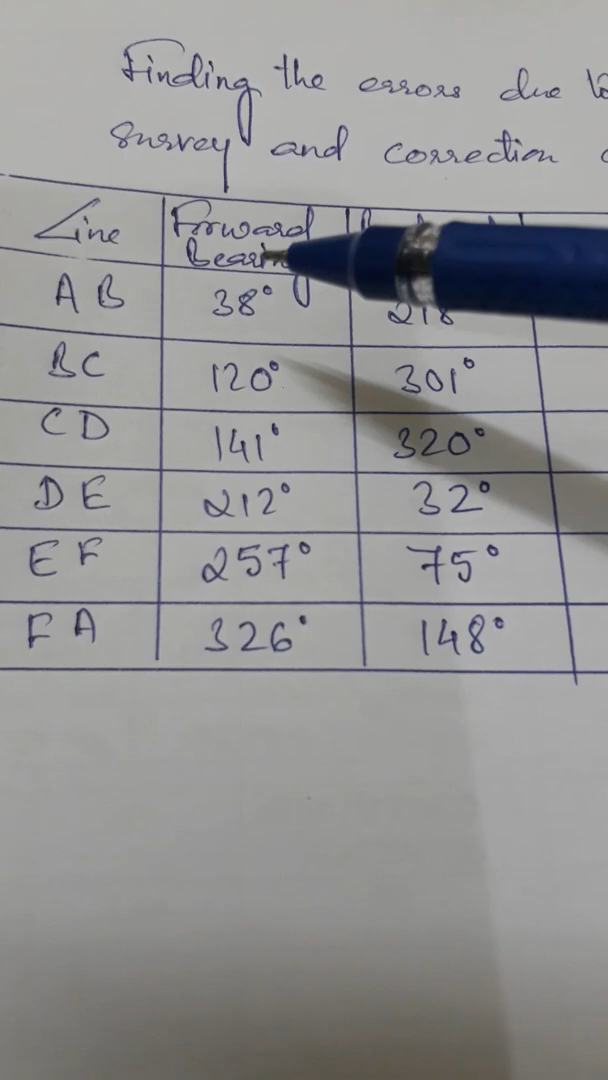 Finding the errors due
survey and correction
Line Forward Bearing
AB 38° 218
BC 120° 301°
CD 141° 320°
DE 212° 32°
EF 257° 75°
FA 326° 148°